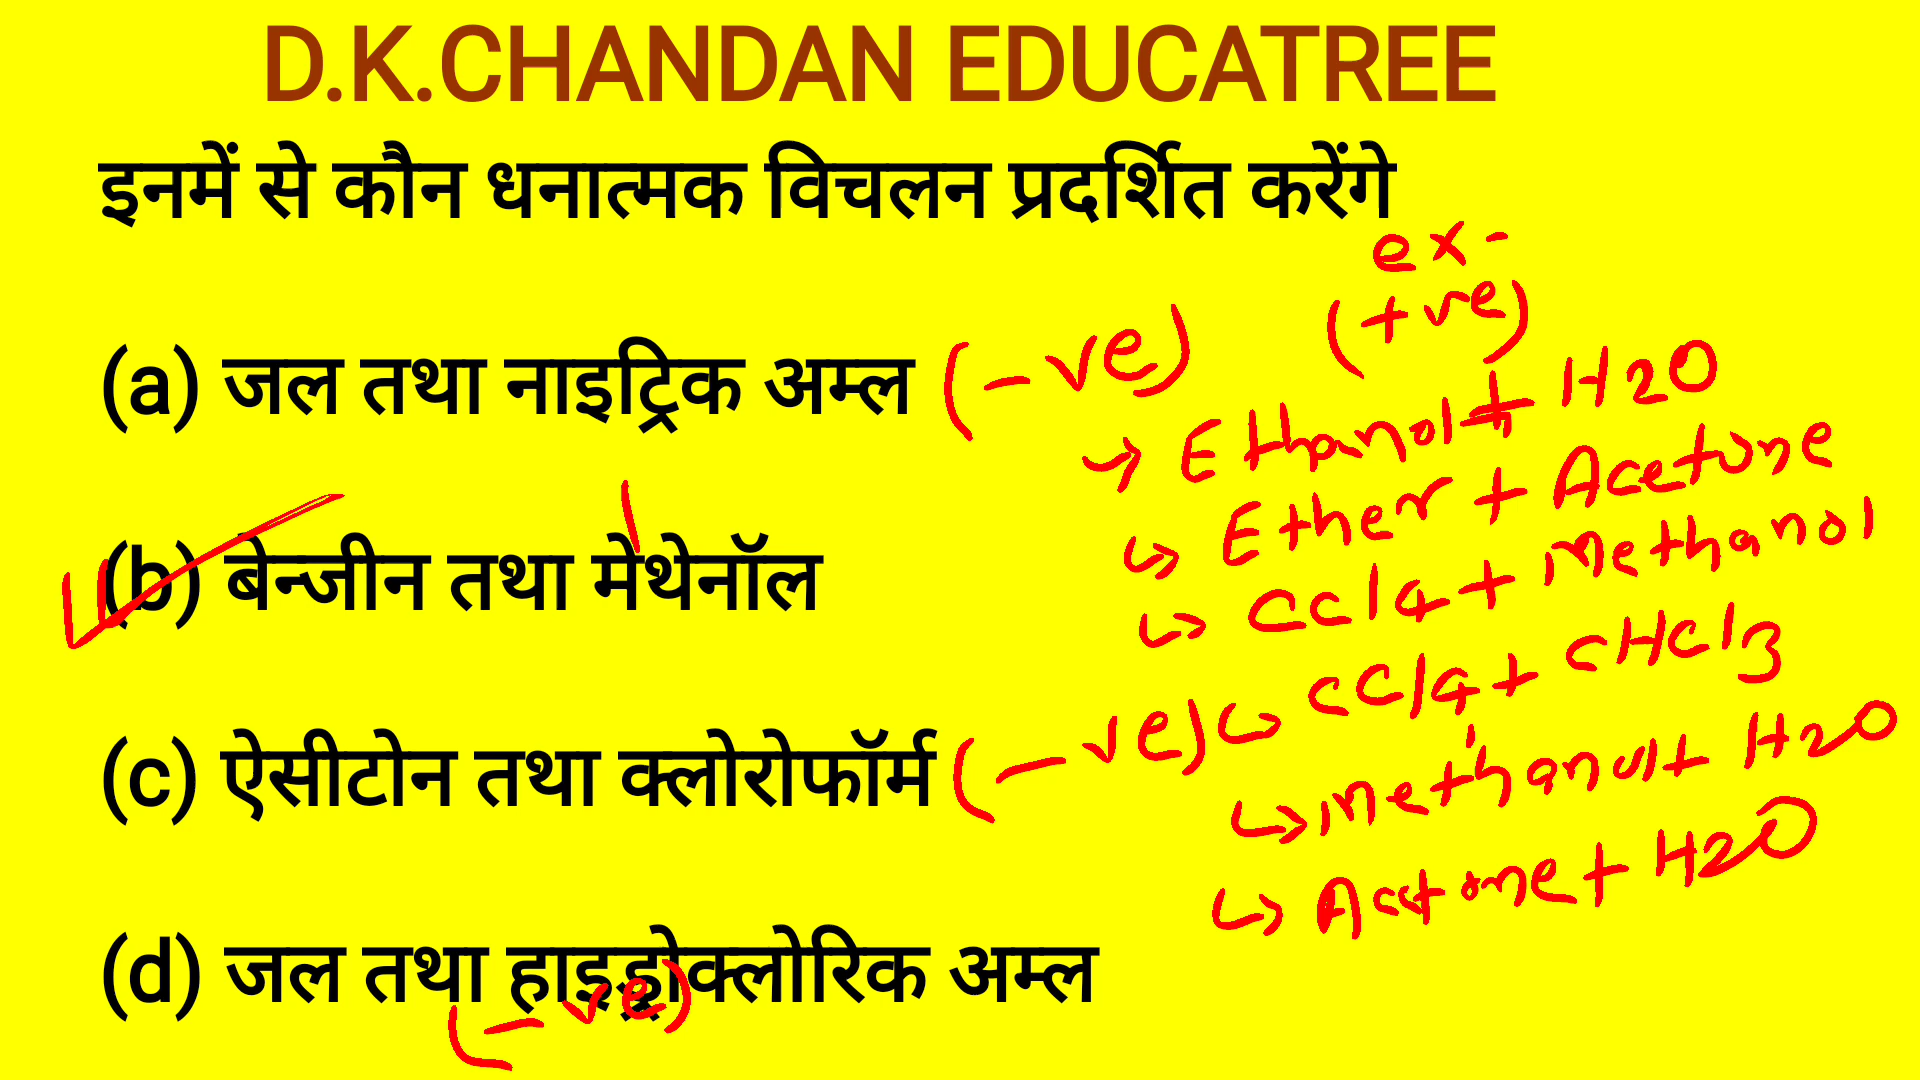 D.K.CHANDAN EDUCATREE
इनमें से कौन धनात्मक विचलन प्रदर्शित करेंगे
ex-
(+ve)
(a) जल तथा नाइट्रिक अम्ल (-ve)
→ Ethanol + H2O
↳ Ether + Acetone
(b) बेन्जीन तथा मेथेनॉल
↳ CCl4 + Methanol
↳ CCl4 + CHCl3
(c) ऐसीटोन तथा क्लोरोफॉर्म (-ve)
↳ methanol + H2O
↳ Acetone + H2O
(d) जल तथा हाइड्रोक्लोरिक अम्ल
(-ve)